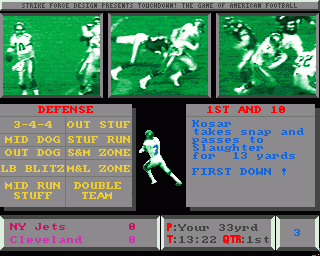 STRIKE FORCE DESIGN PRESENTS TOUCHDOWN! THE GAME OF AMERICAN FOOTBALL
DEFENSE
3-4-4 OUT STUF
MID DOG STUF RUN
OUT DOG S&M ZONE
LB BLITZ M&L ZONE
MID RUN STUFF DOUBLE TEAM
1ST AND 10
Kosar
takes snap and
passes to
Slaughter
for 13 yards
FIRST DOWN !
NY Jets 0
Cleveland 0
P:Your 33yrd
T:13:22 QTR:1st
3